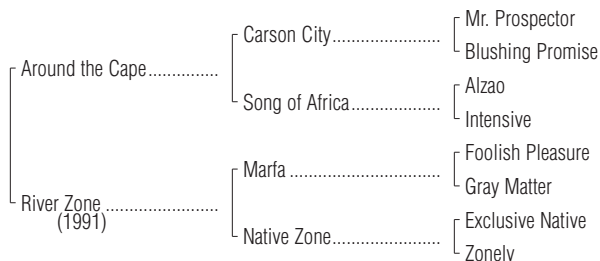 Mr. Prospector
Carson City........................
Blushing Promise
Around the Cape...............
Alzao
Song of Africa....................
Intensive
Foolish Pleasure
Marfa ..................................
Gray Matter
River Zone .........................
(1991)
Exclusive Native
Native Zone........................
Zonely